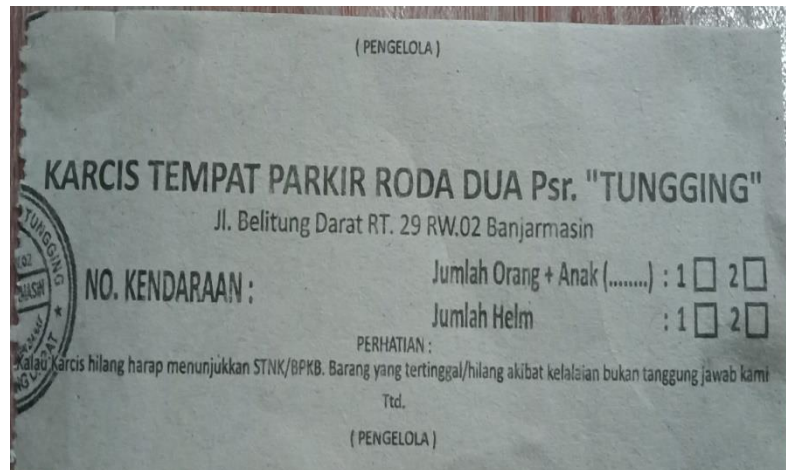 ( PENGELOLA )
KARCIS TEMPAT PARKIR RODA DUA Psr. "TUNGGING"
Jl. Belitung Darat RT. 29 RW.02 Banjarmasin
NO. KENDARAAN :
Jumlah Orang + Anak (........) : 1 2
Jumlah Helm : 1 2
TUNGGING
PERHATIAN :
Kalau Karcis hilang harap menunjukkan STNK/BPKB. Barang yang tertinggal/hilang akibat kelalaian bukan tanggung jawab kami
Ttd.
( PENGELOLA )